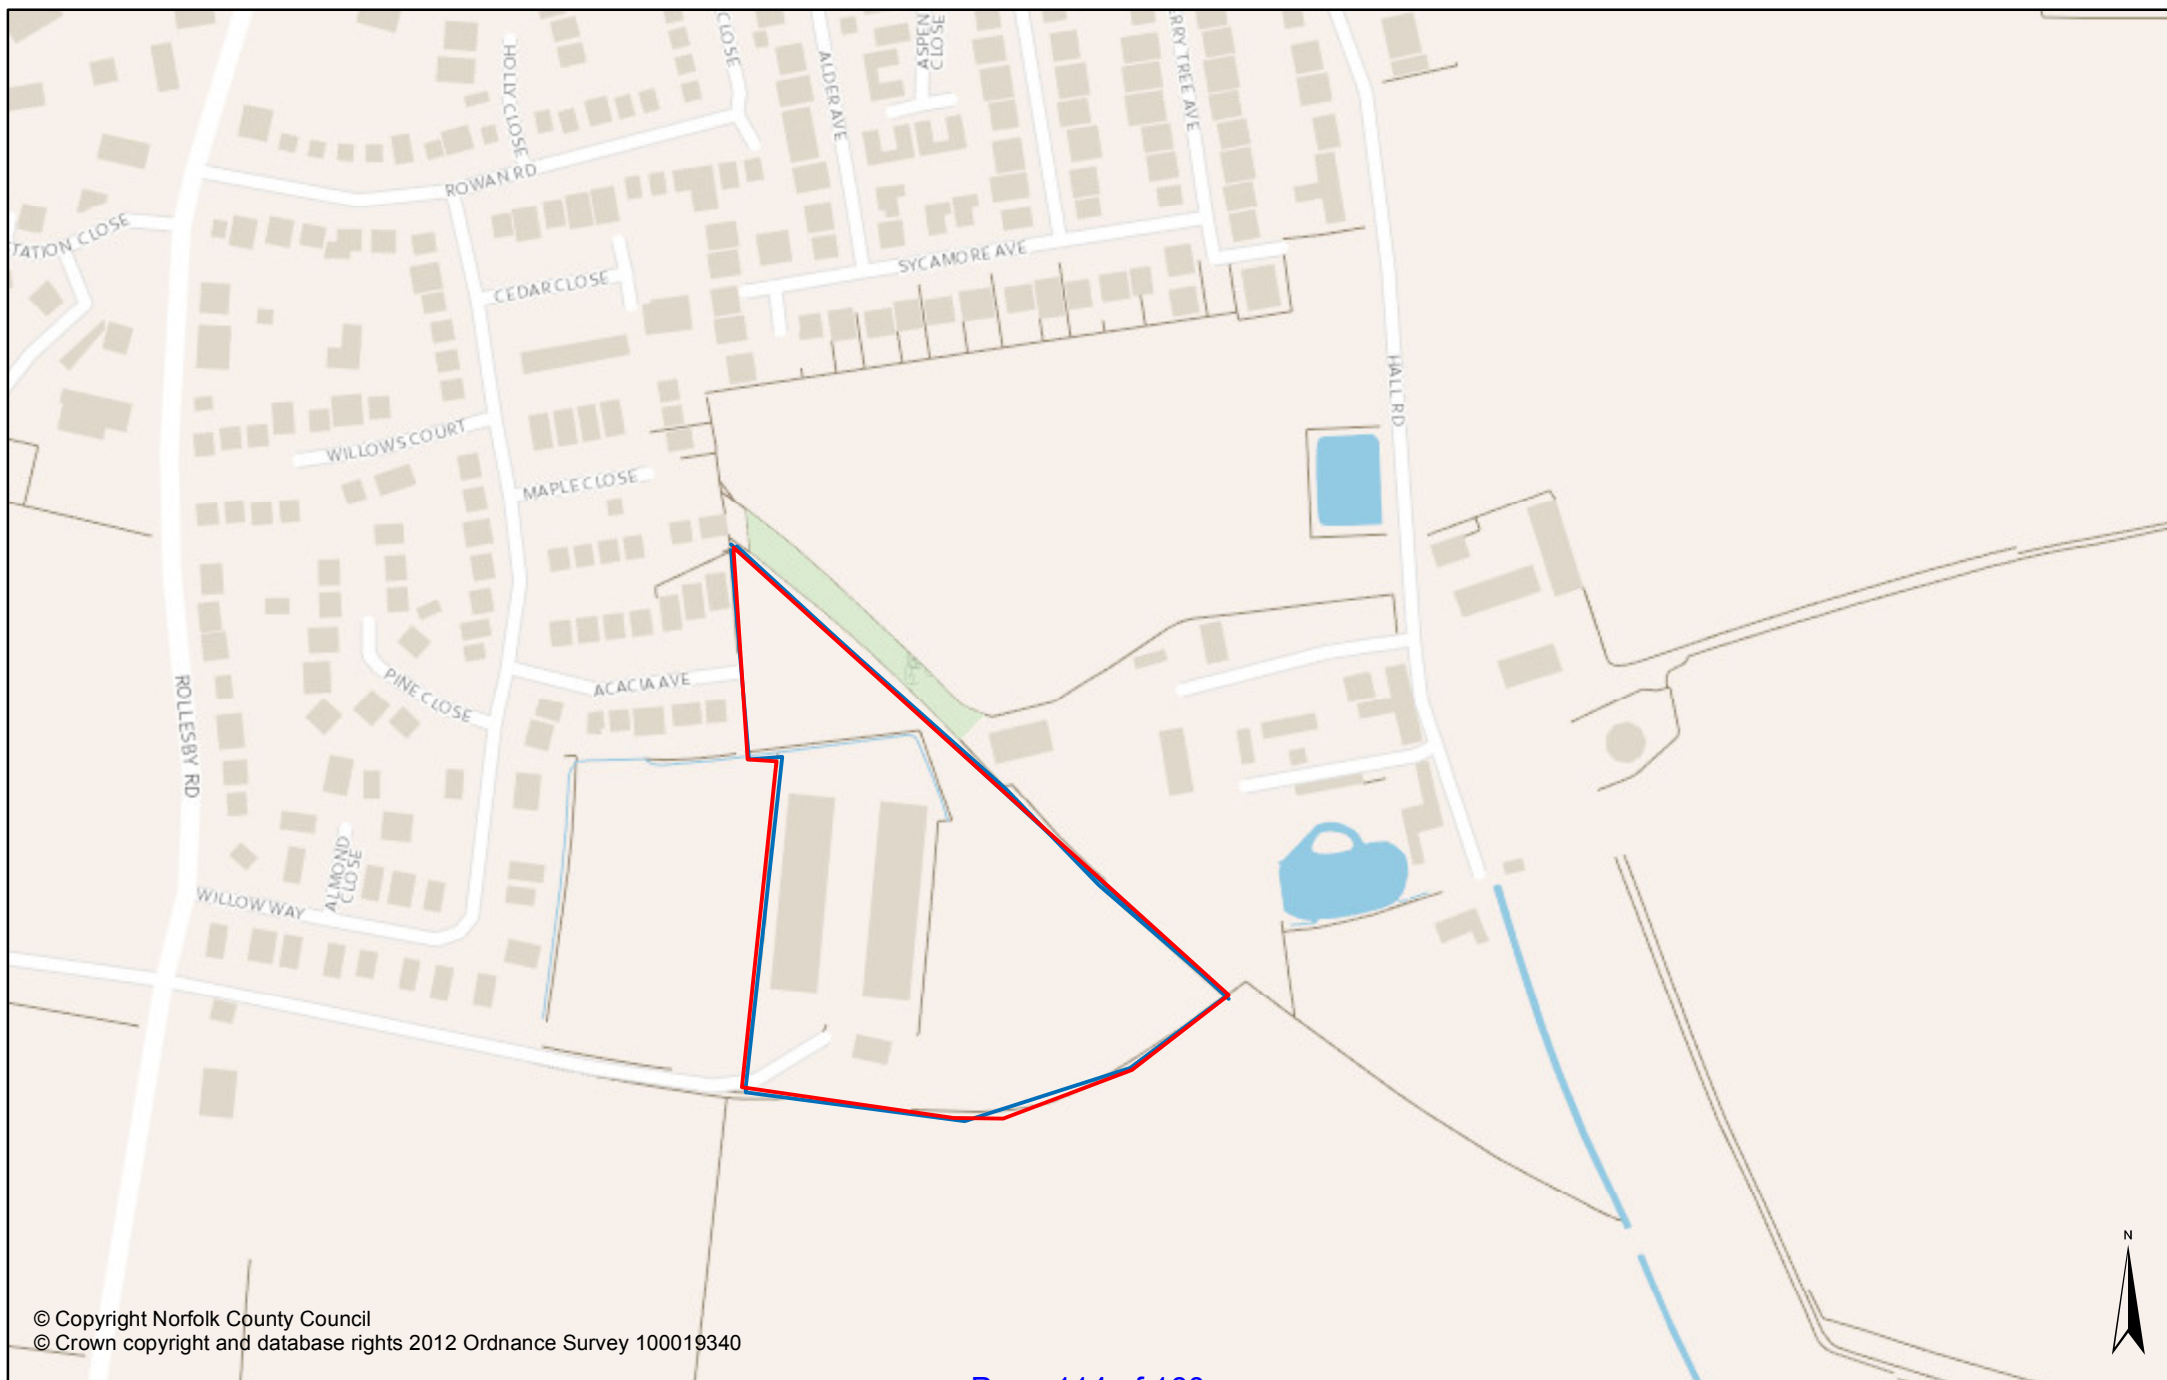 CLOSE
ALDER AVE
ASPEN
CLOSE
RRY TREE AVE
HOLLY CLOSE
ROWAN RD
TATION CLOSE
SYCAMORE AVE
CEDAR CLOSE
HALL RD
WILLOWS COURT
MAPLE CLOSE
ACACIA AVE
PINE CLOSE
ROLLESBY RD
ALMOND
CLOSE
WILLOW WAY
N
© Copyright Norfolk County Council
© Crown copyright and database rights 2012 Ordnance Survey 100019340